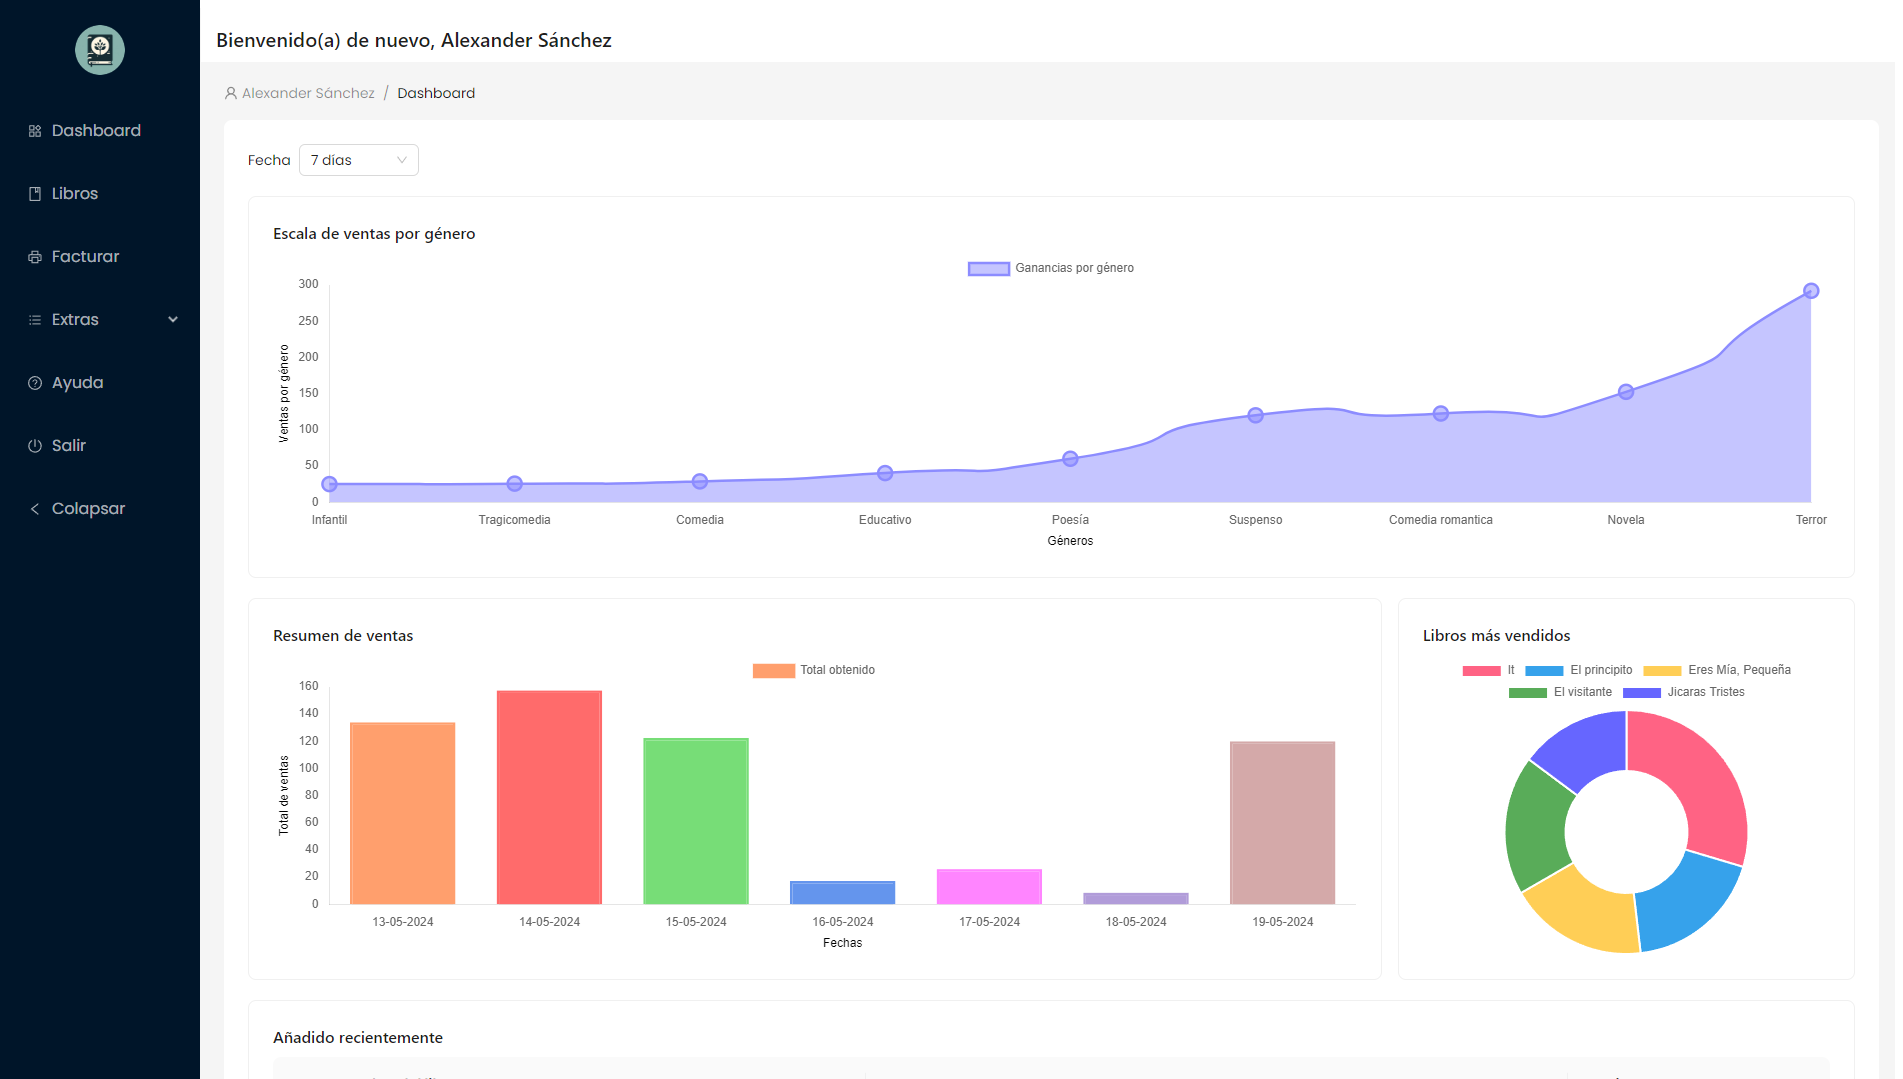 Bienvenido(a) de nuevo, Alexander Sánchez
Alexander Sánchez / Dashboard
Dashboard
Libros
Facturar
Extras
Ayuda
Salir
Colapsar
Fecha 7 días
Escala de ventas por género
Ganancias por género
Ventas por género
300
250
200
150
100
50
0
Infantil Tragicomedia Comedia Educativo Poesía Suspenso Comedia romantica Novela Terror
Géneros
Resumen de ventas
Total obtenido
Total de ventas
160
140
120
100
80
60
40
20
0
13-05-2024 14-05-2024 15-05-2024 16-05-2024 17-05-2024 18-05-2024 19-05-2024
Fechas
Libros más vendidos
It El principito Eres Mía, Pequeña
El visitante Jicaras Tristes
Añadido recientemente